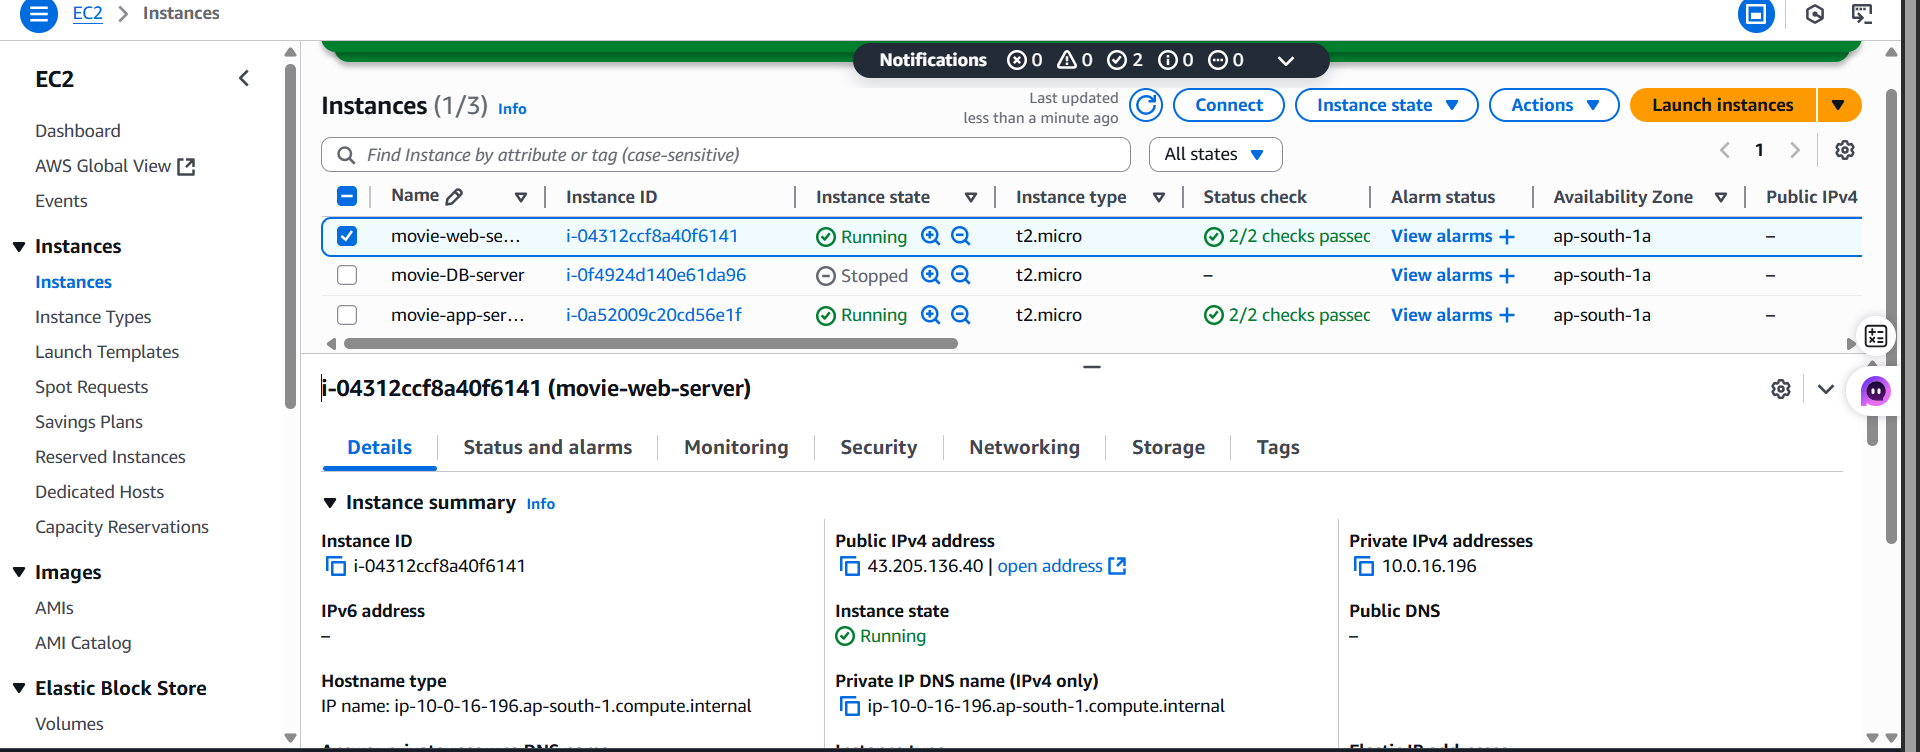 EC2 > Instances
EC2
Dashboard
AWS Global View
Events
Instances
Instances
Instance Types
Launch Templates
Spot Requests
Savings Plans
Reserved Instances
Dedicated Hosts
Capacity Reservations
Images
AMIs
AMI Catalog
Elastic Block Store
Volumes
Notifications 0 0 2 0 0
Instances (1/3) Info
Last updated
less than a minute ago
Connect Instance state Actions Launch instances
Find Instance by attribute or tag (case-sensitive) All states 1
Name Instance ID Instance state Instance type Status check Alarm status Availability Zone Public IPv4
movie-web-se… i-04312ccf8a40f6141 Running t2.micro 2/2 checks passec View alarms + ap-south-1a –
movie-DB-server i-0f4924d140e61da96 Stopped t2.micro – View alarms + ap-south-1a –
movie-app-ser… i-0a52009c20cd56e1f Running t2.micro 2/2 checks passec View alarms + ap-south-1a –
i-04312ccf8a40f6141 (movie-web-server)
Details Status and alarms Monitoring Security Networking Storage Tags
Instance summary Info
Instance ID
i-04312ccf8a40f6141
Public IPv4 address
43.205.136.40 | open address
Private IPv4 addresses
10.0.16.196
IPv6 address
–
Instance state
Running
Public DNS
–
Hostname type
IP name: ip-10-0-16-196.ap-south-1.compute.internal
Private IP DNS name (IPv4 only)
ip-10-0-16-196.ap-south-1.compute.internal